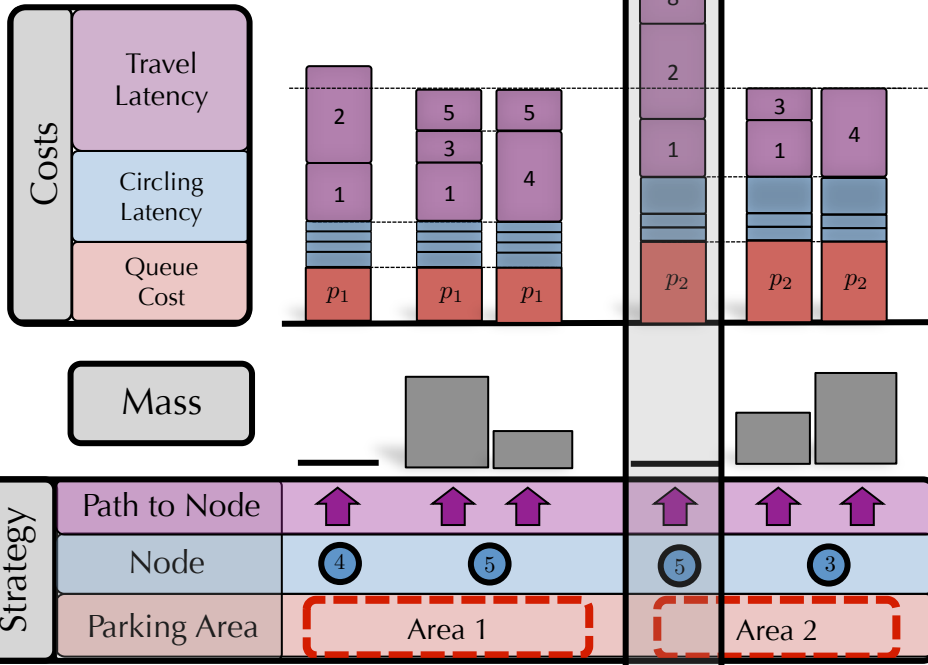 Costs
Travel
Latency
Circling
Latency
Queue
Cost
2
1
p₁
5
3
1
p₁
5
4
p₁
8
2
1
p₂
3
1
p₂
4
p₂
Mass
Strategy
Path to Node
Node
4
5
5
3
Parking Area
Area 1
Area 2